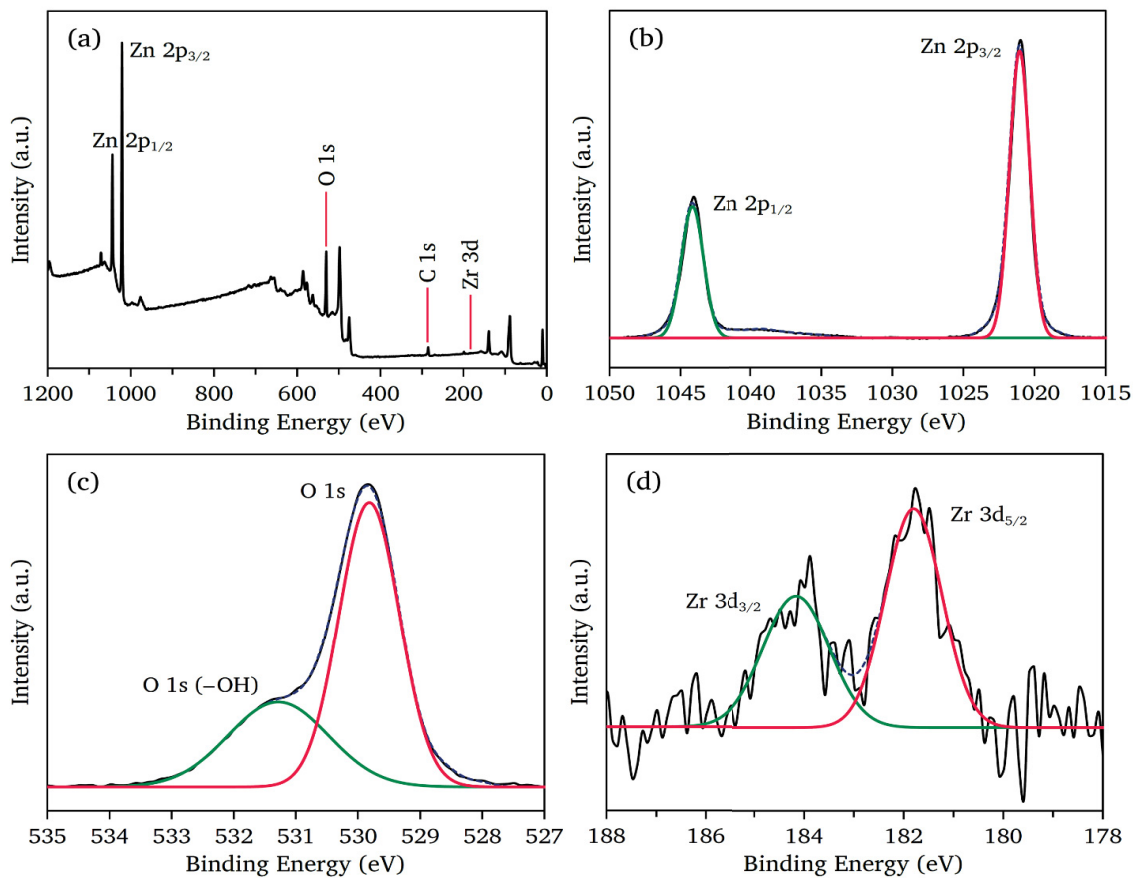 (a)
Zn 2p₃/₂
Zn 2p₁/₂
O 1s
C 1s
Zr 3d
Intensity (a.u.)
1200 1000 800 600 400 200 0
Binding Energy (eV)
(b)
Zn 2p₃/₂
Zn 2p₁/₂
Intensity (a.u.)
1050 1045 1040 1035 1030 1025 1020 1015
Binding Energy (eV)
(c)
O 1s
O 1s (−OH)
Intensity (a.u.)
535 534 533 532 531 530 529 528 527
Binding Energy (eV)
(d)
Zr 3d₅/₂
Zr 3d₃/₂
Intensity (a.u.)
188 186 184 182 180 178
Binding Energy (eV)